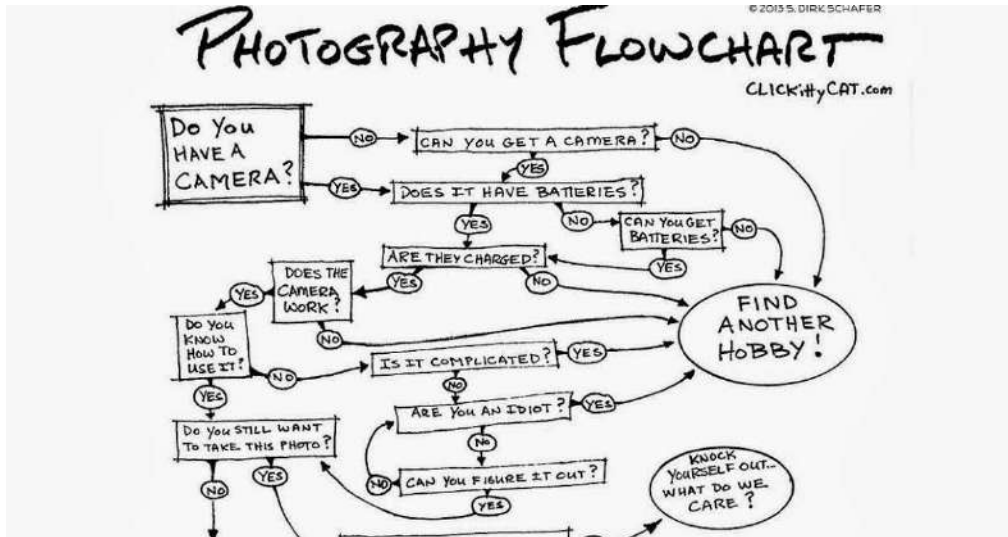 © 2013 S. DIRK SCHAFER
PHOTOGRAPHY FLOWCHART
CLICKittyCAT.com
DO YOU
HAVE A
CAMERA?
NO
CAN YOU GET A CAMERA?
NO
YES
YES
DOES IT HAVE BATTERIES?
YES
NO
CAN YOU GET
BATTERIES?
NO
YES
ARE THEY CHARGED?
YES
NO
DOES THE
CAMERA
WORK?
YES
NO
FIND
ANOTHER
HOBBY!
DO YOU
KNOW
HOW TO
USE IT?
NO
YES
IS IT COMPLICATED?
YES
NO
ARE YOU AN IDIOT?
YES
NO
CAN YOU FIGURE IT OUT?
NO
YES
DO YOU STILL WANT
TO TAKE THIS PHOTO?
NO
YES
KNOCK
YOURSELF OUT...
WHAT DO WE
CARE?